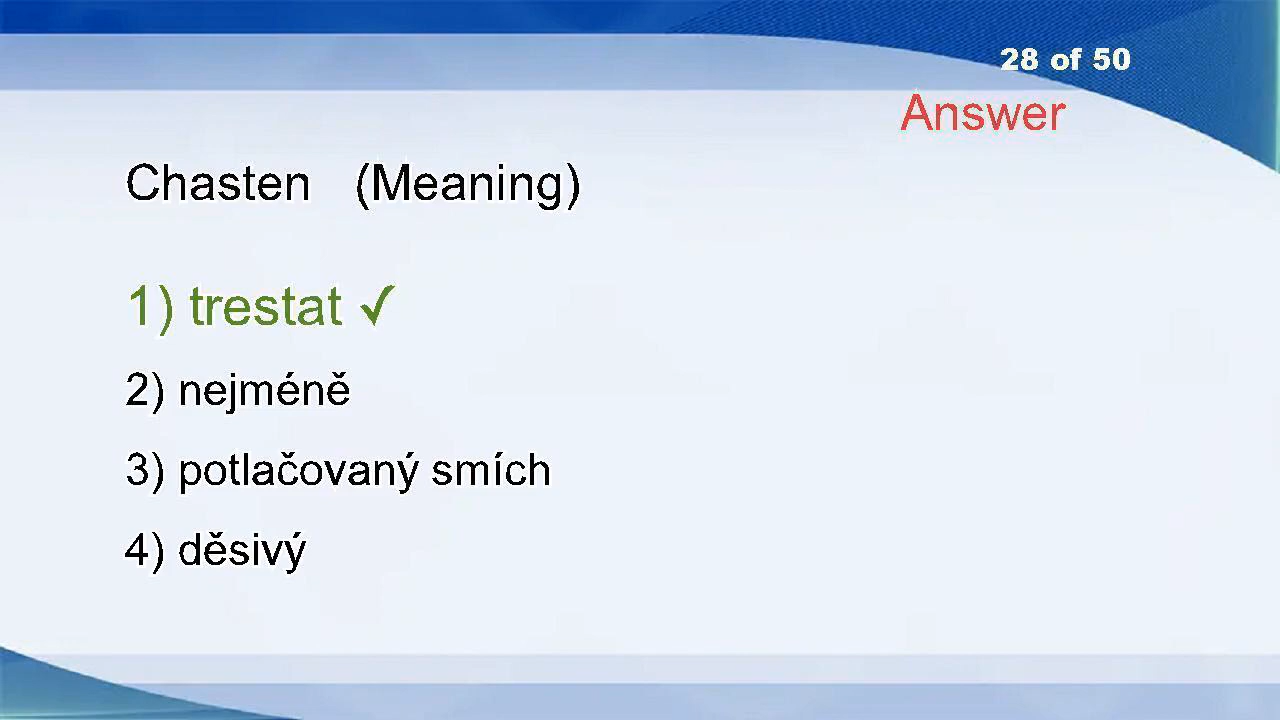 28 of 50
Answer
Chasten (Meaning)
1) trestat ✓
2) nejméně
3) potlačovaný smích
4) děsivý